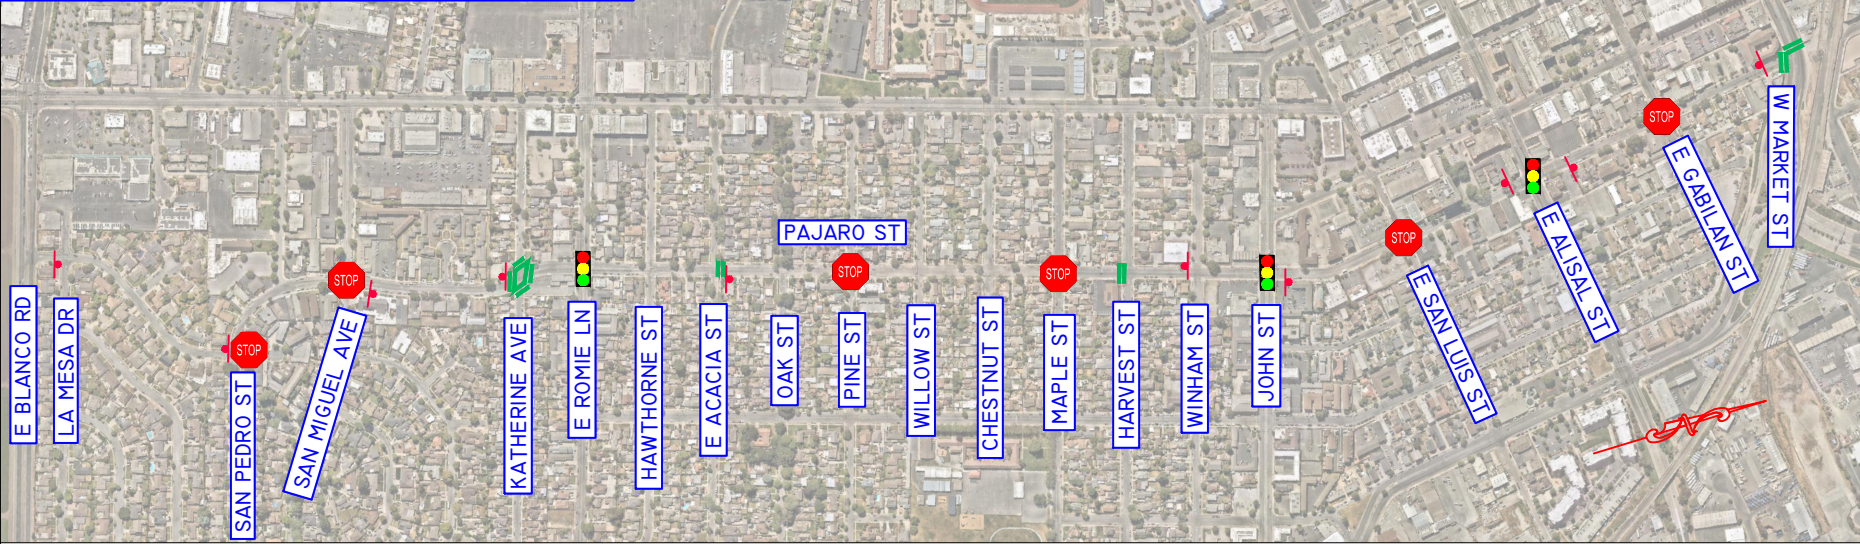 PAJARO ST
E BLANCO RD
LA MESA DR
SAN PEDRO ST
SAN MIGUEL AVE
KATHERINE AVE
E ROMIE LN
HAWTHORNE ST
E ACACIA ST
OAK ST
PINE ST
WILLOW ST
CHESTNUT ST
MAPLE ST
HARVEST ST
WINHAM ST
JOHN ST
E SAN LUIS ST
E ALISAL ST
E GABILAN ST
W MARKET ST
STOP
STOP
STOP
STOP
STOP
STOP